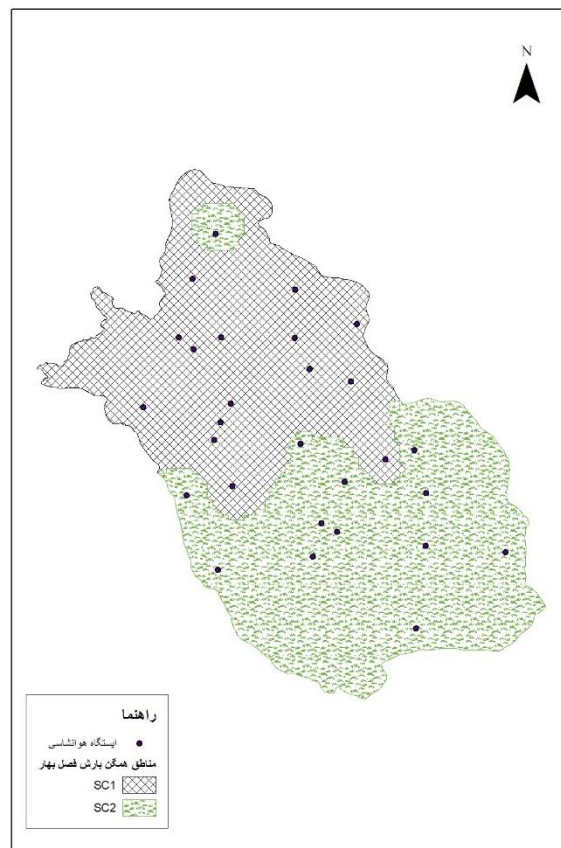 N
راهنما
ایستگاه هواشناسی
مناطق همگن بارش فصل بهار
SC1
SC2